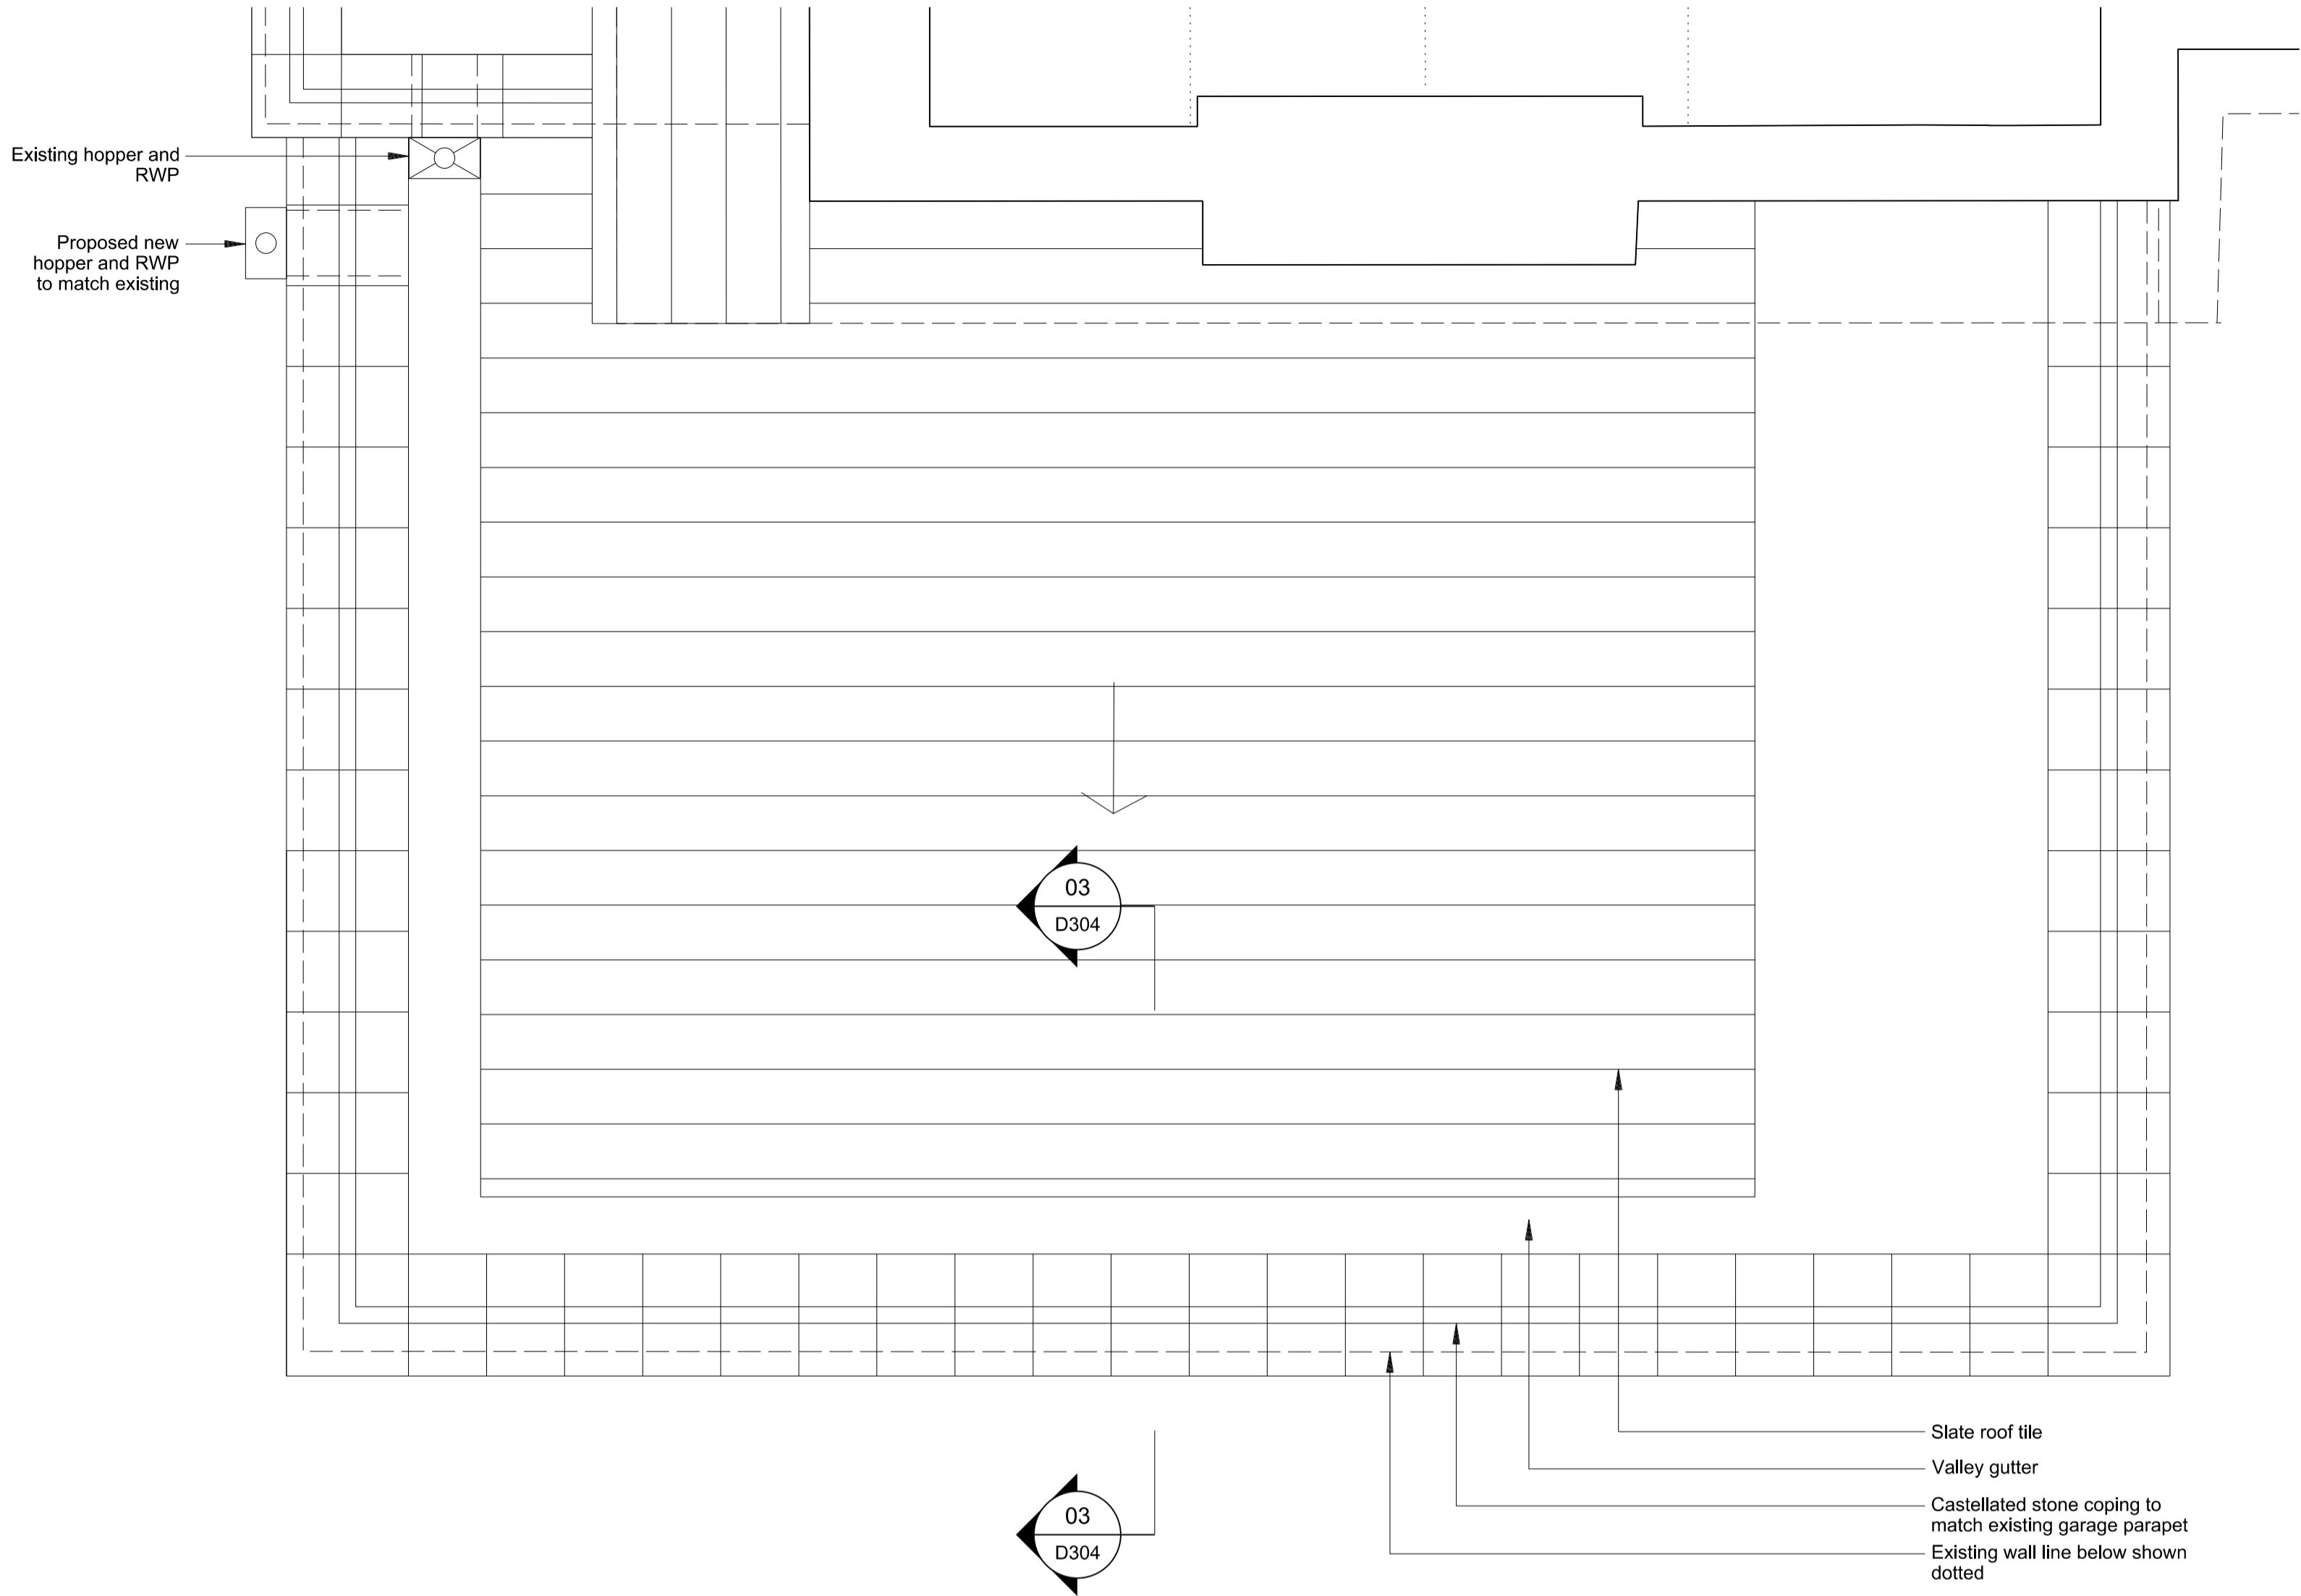 Existing hopper and
RWP
Proposed new
hopper and RWP
to match existing
03
D304
Slate roof tile
Valley gutter
Castellated stone coping to
match existing garage parapet
Existing wall line below shown
dotted
03
D304